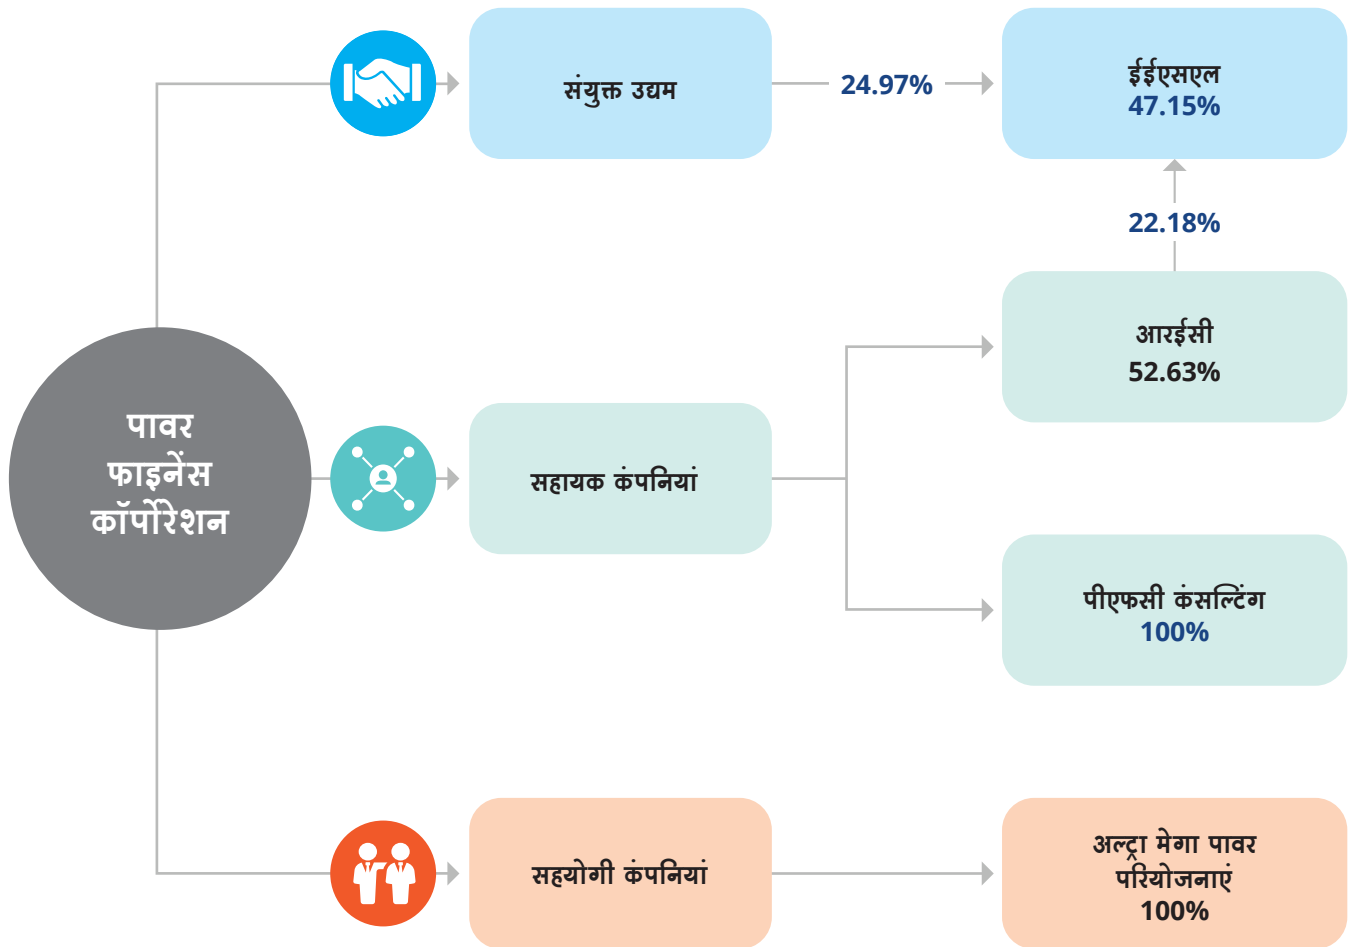 संयुक्त उद्यम
24.97%
ईईएसएल
47.15%
22.18%
आरईसी
52.63%
पावर
फाइनेंस
कॉर्पोरेशन
सहायक कंपनियां
पीएफसी कंसल्टिंग
100%
सहयोगी कंपनियां
अल्ट्रा मेगा पावर
परियोजनाएं
100%